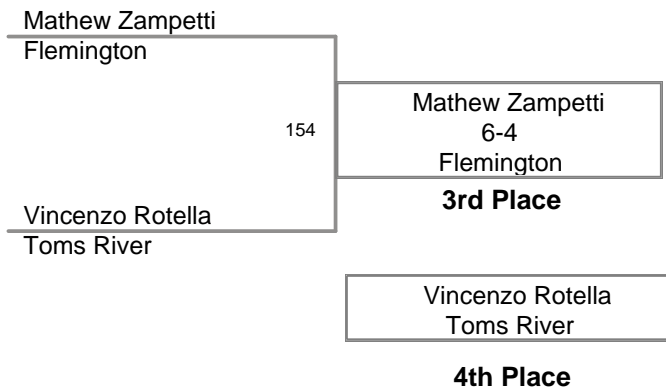 Mathew Zampetti
Flemington
154
Mathew Zampetti
6-4
Flemington
3rd Place
Vincenzo Rotella
Toms River
Vincenzo Rotella
Toms River
4th Place